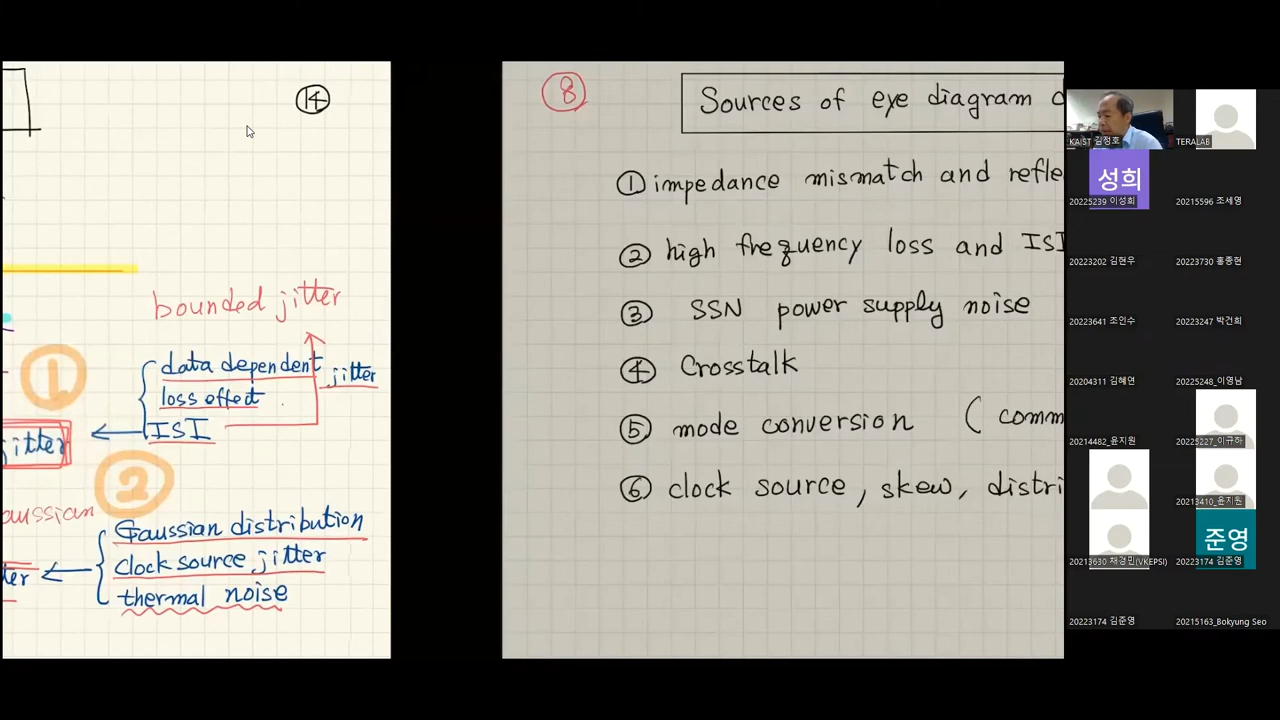 14
bounded jitter
1
data dependent jitter
loss effect
ISI
jitter
2
aussian
Gaussian distribution
clock source jitter
ter
thermal noise
8
Sources of eye diagram
① impedance mismatch and refle
② high frequency loss and ISI
③ SSN power supply noise
④ Crosstalk
⑤ mode conversion ( comm
⑥ clock source, skew, distri
KAIST 김정호
TERALAB
성희
20225239 이성희
20215596 조세영
20223202 김현우
20223730 홍종현
20223641 조인수
20223247 박건희
20204311 김혜연
20225248_이영남
20214482_윤지원
20225227_이규하
20213410_윤지원
준영
20213630 채경민(VKEPSI)
20223174 김준영
20223174 김준영
20215163_Bokyung Seo